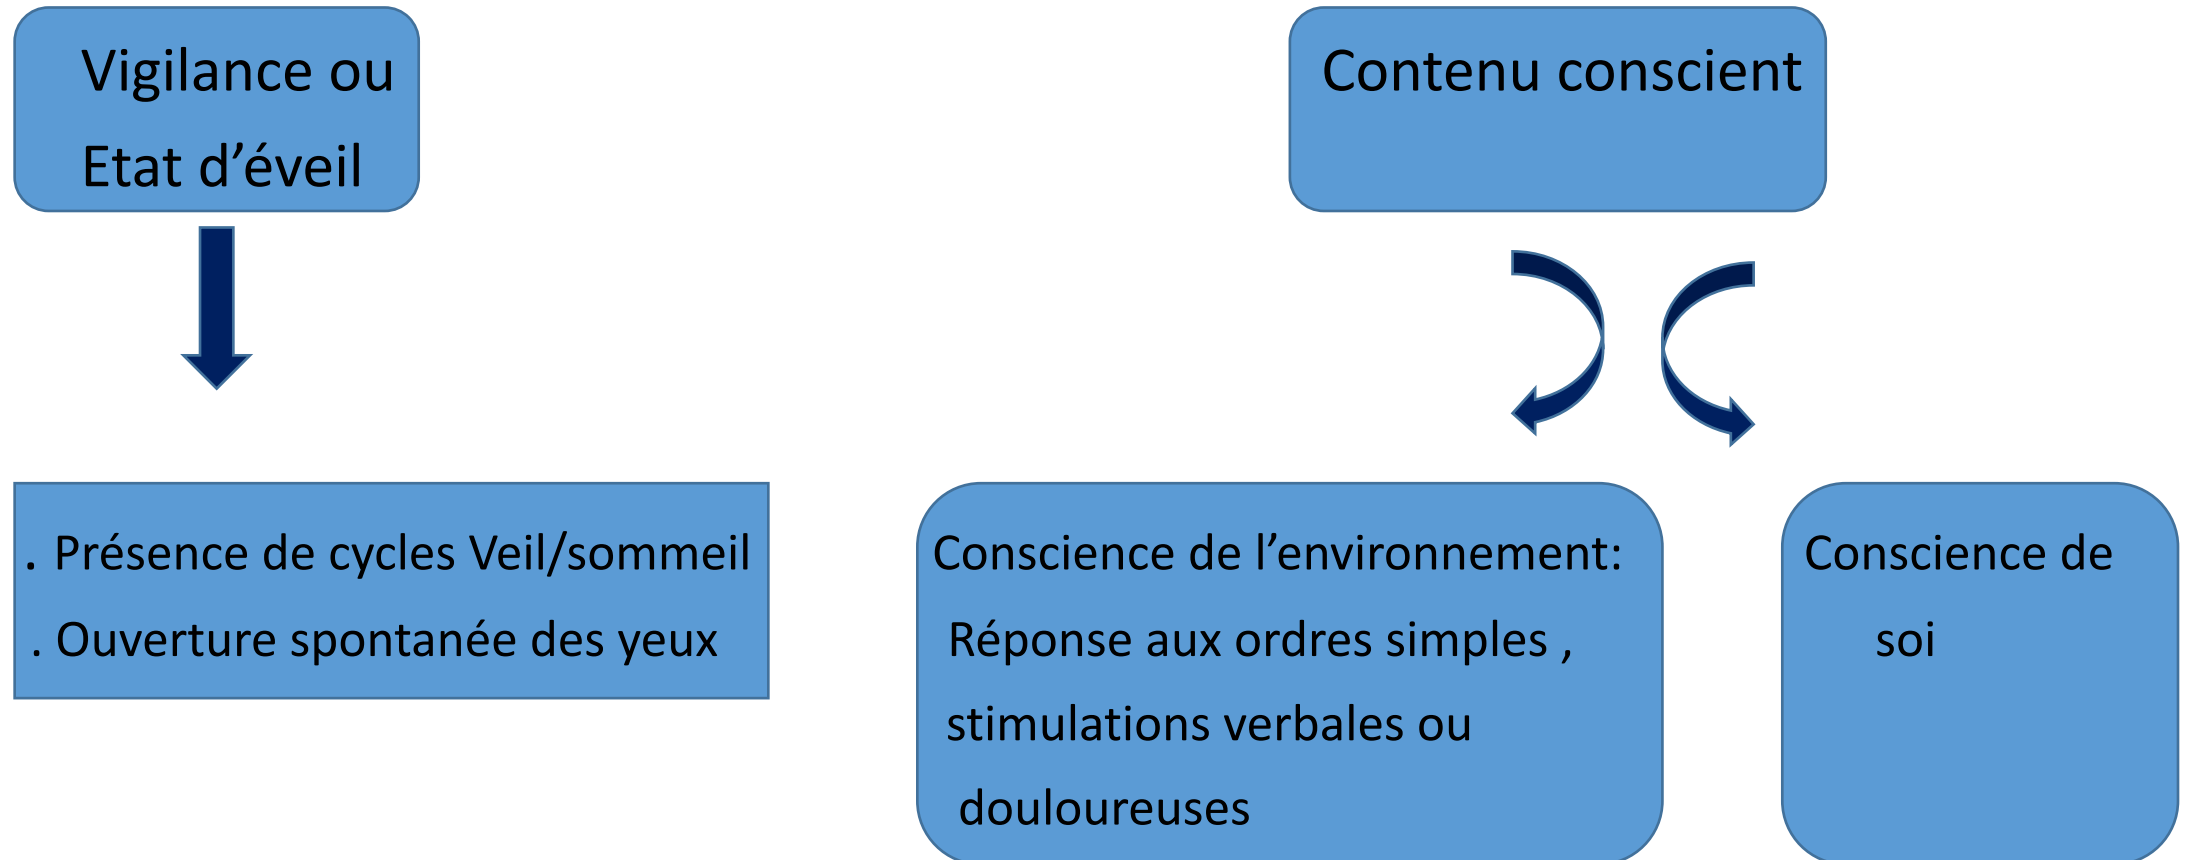 Vigilance ou
Etat d’éveil
Contenu conscient
. Présence de cycles Veil/sommeil
. Ouverture spontanée des yeux
Conscience de l’environnement:
Réponse aux ordres simples ,
stimulations verbales ou
douloureuses
Conscience de
soi